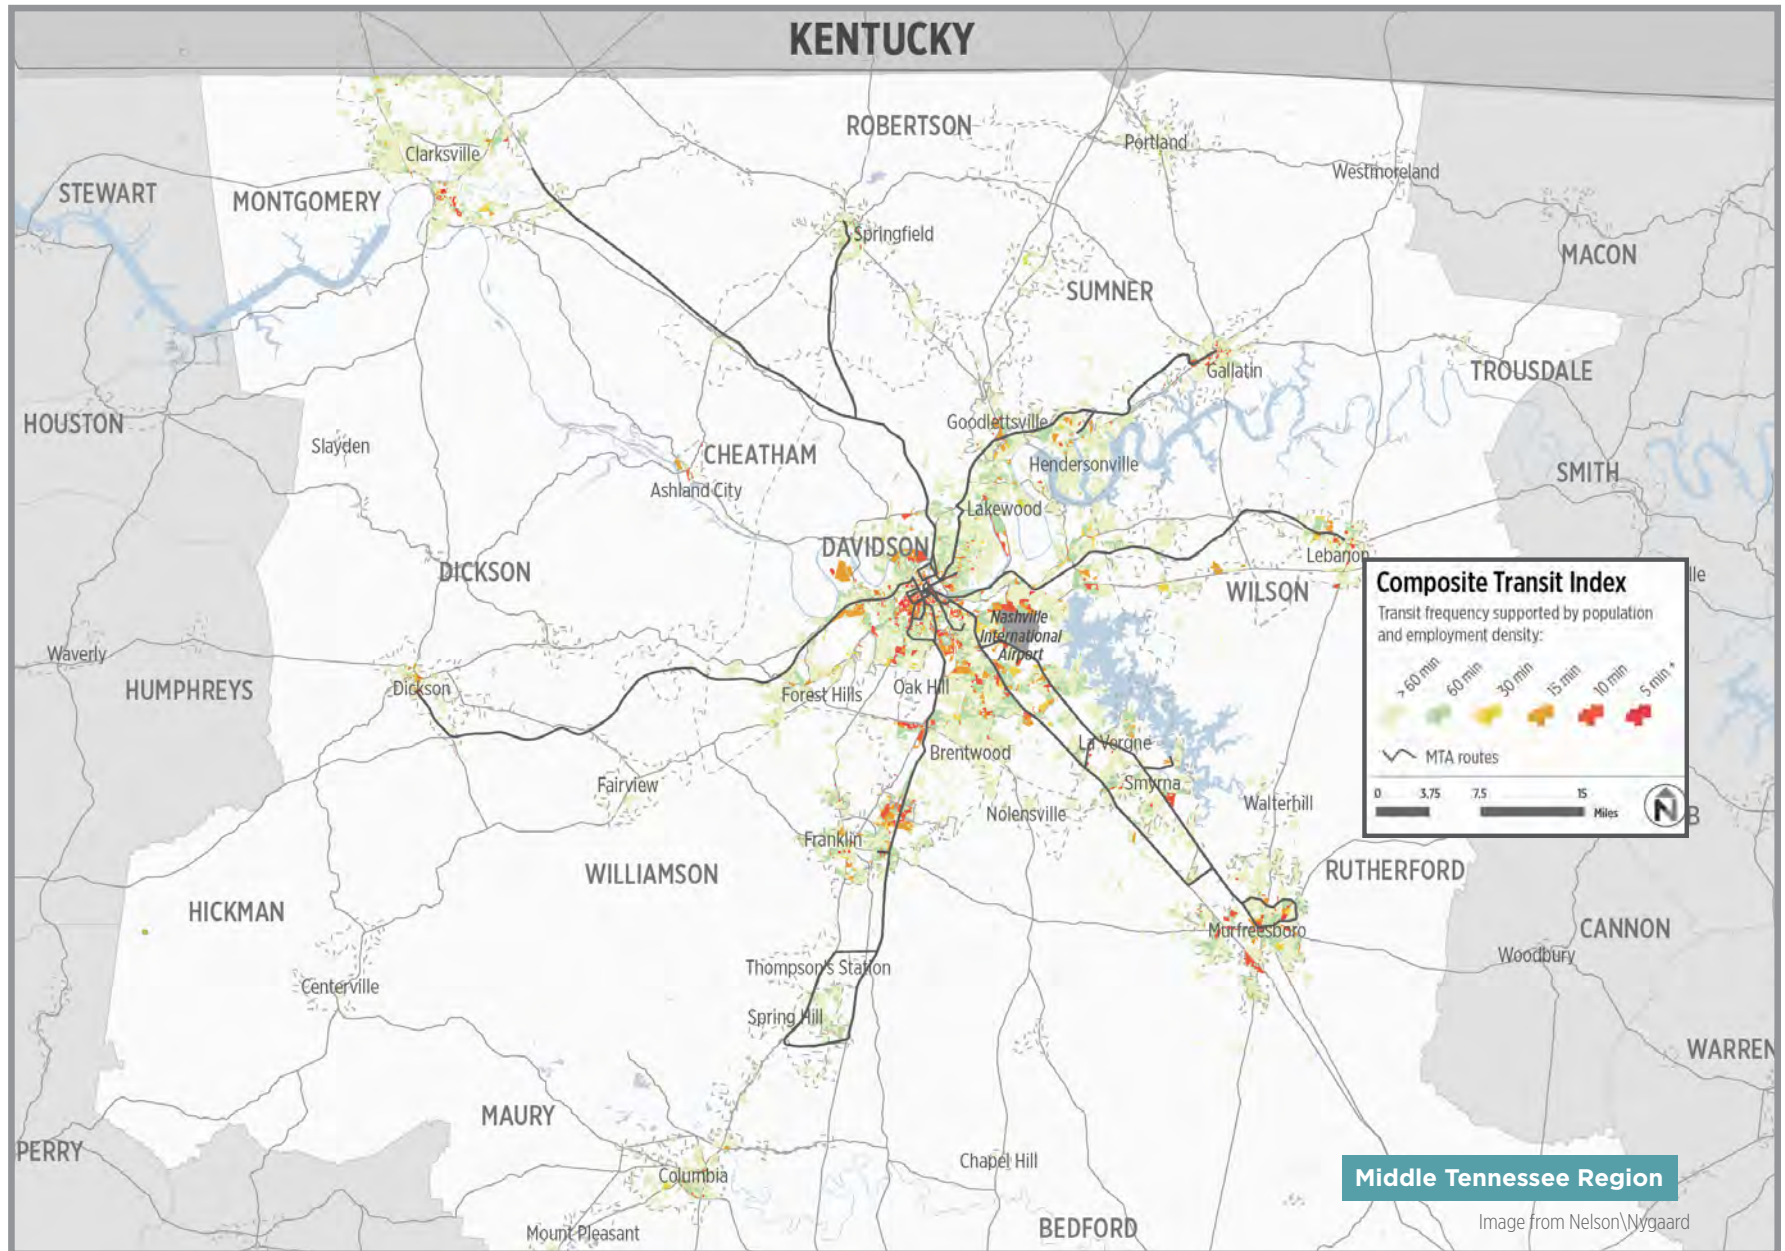 KENTUCKY
ROBERTSON
Portland
Clarksville
Westmoreland
STEWART
MONTGOMERY
Springfield
MACON
SUMNER
Gallatin
TROUSDALE
HOUSTON
Goodlettsville
Slayden
CHEATHAM
Hendersonville
SMITH
Ashland City
Lakewood
DAVIDSON
Lebanon
DICKSON
WILSON
lle
Nashville
International
Airport
Waverly
HUMPHREYS
Dickson
Forest Hills
Oak Hill
La Vergne
Brentwood
Fairview
Smyrna
Walterhill
Nolensville
Franklin
WILLIAMSON
RUTHERFORD
HICKMAN
Murfreesboro
CANNON
Woodbury
Thompson's Station
Centerville
Spring Hill
WARREN
MAURY
PERRY
Chapel Hill
Columbia
Mount Pleasant
BEDFORD
Composite Transit Index
Transit frequency supported by population
and employment density:
> 60 min
60 min
30 min
15 min
10 min
5 min +
MTA routes
0 3.75 7.5 15
Miles
N
B
Middle Tennessee Region
Image from Nelson\Nygaard